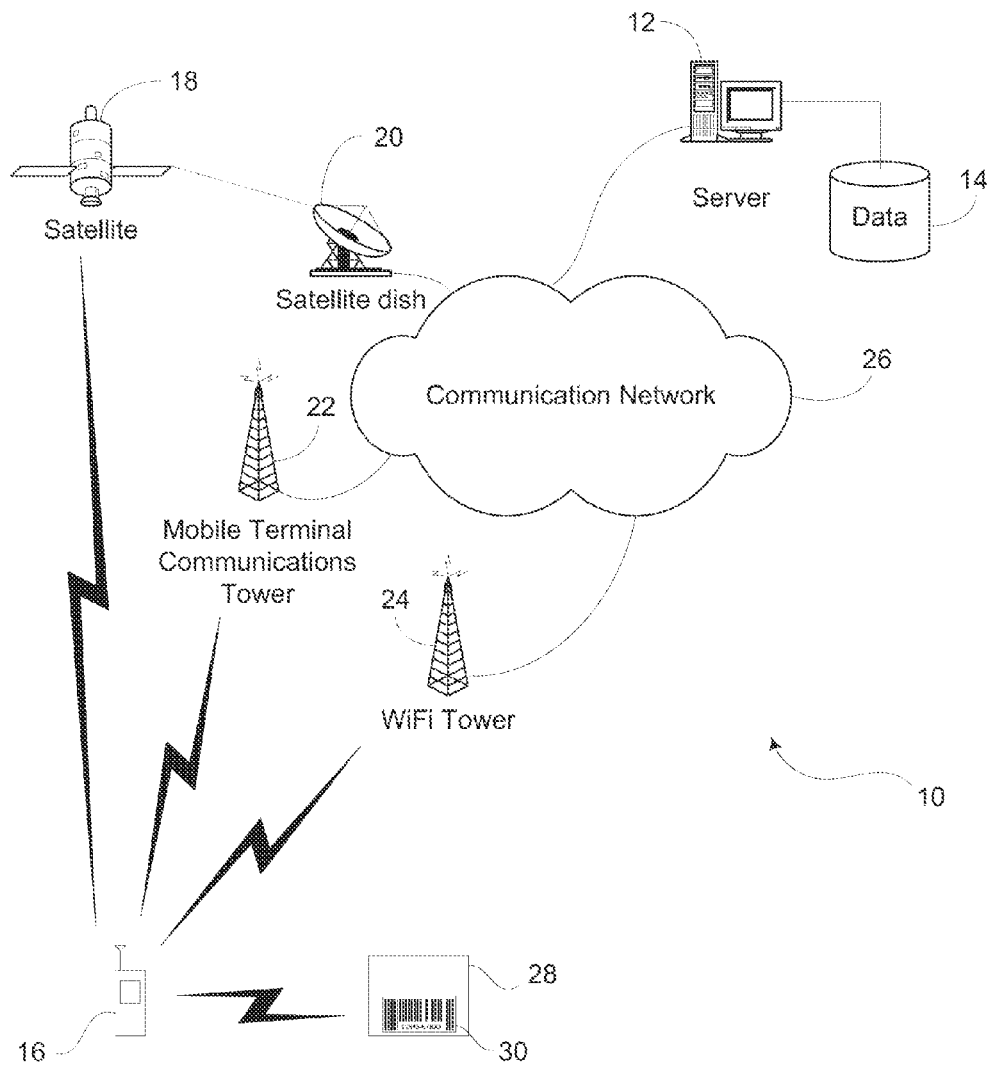 12
18
20
14
Server
Data
Satellite
Satellite dish
26
Communication Network
22
Mobile Terminal
Communications
Tower
24
WiFi Tower
10
28
16
30